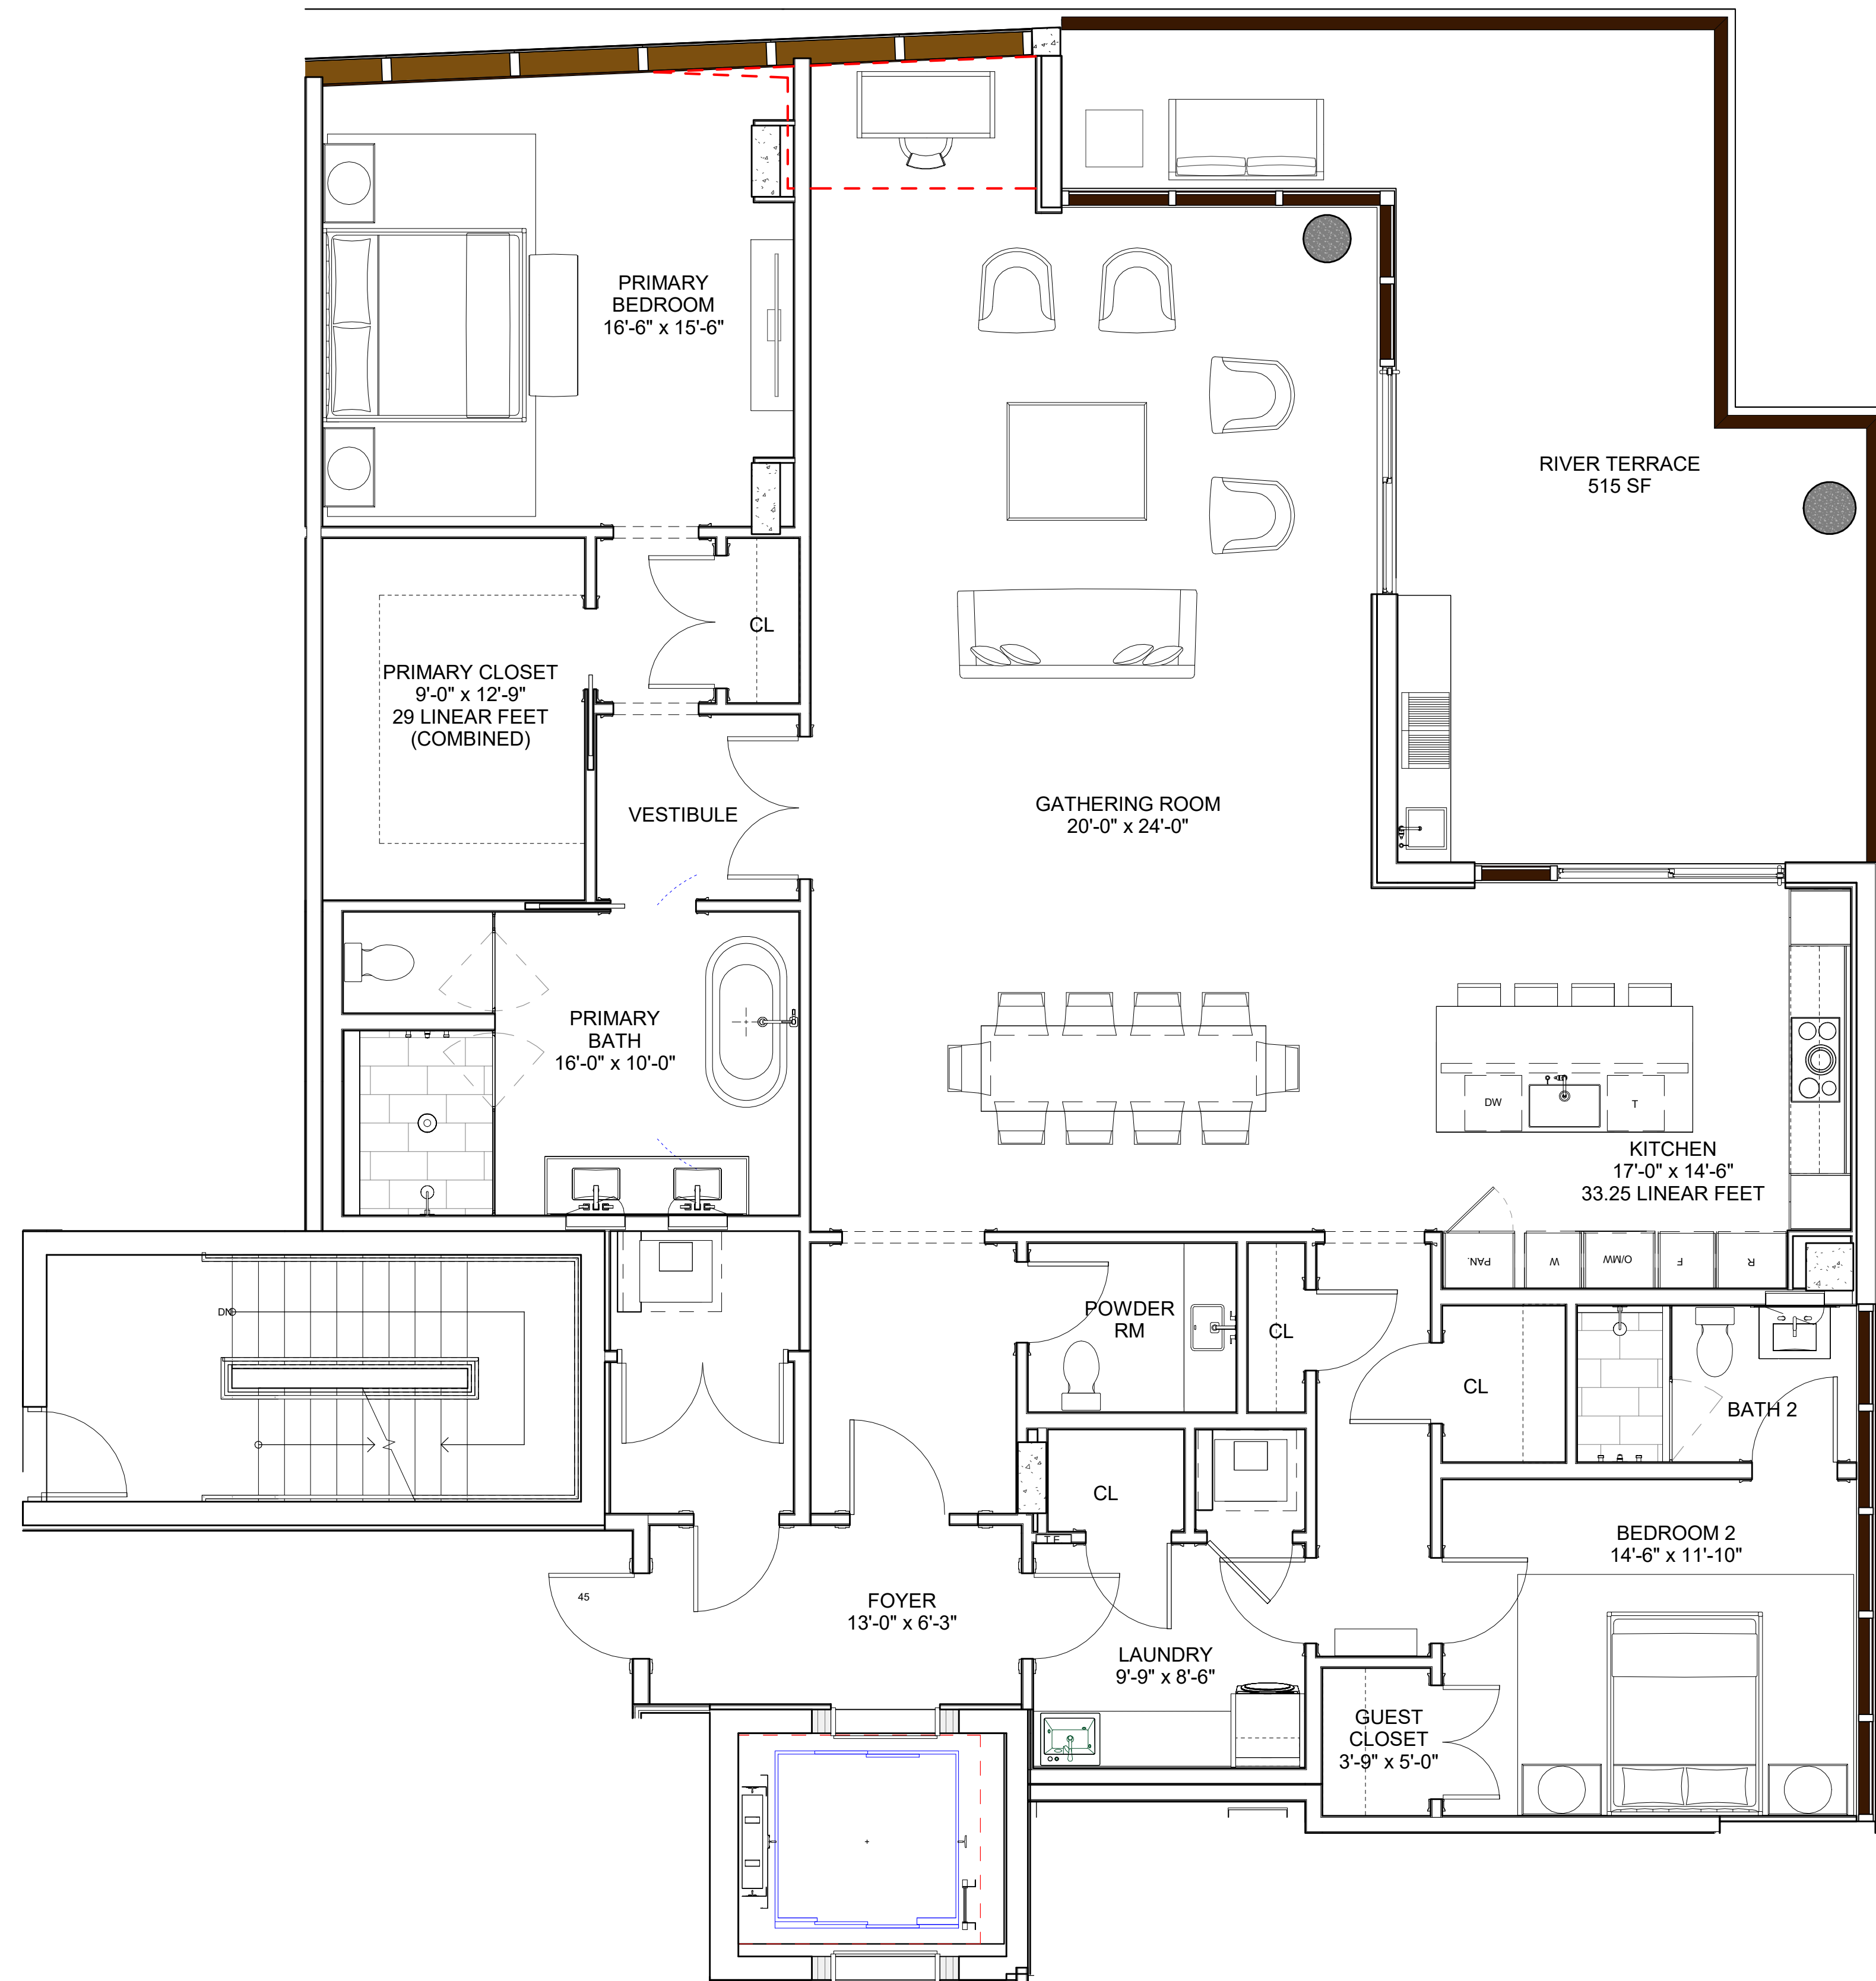 PRIMARY
BEDROOM
16'-6" x 15'-6"
RIVER TERRACE
515 SF
CL
PRIMARY CLOSET
9'-0" x 12'-9"
29 LINEAR FEET
(COMBINED)
VESTIBULE
GATHERING ROOM
20'-0" x 24'-0"
PRIMARY
BATH
16'-0" x 10'-0"
DW
T
KITCHEN
17'-0" x 14'-6"
33.25 LINEAR FEET
PAN.
W
O/MW
F
R
DN
POWDER
RM
CL
CL
BATH 2
CL
T.E.
BEDROOM 2
14'-6" x 11'-10"
45
FOYER
13'-0" x 6'-3"
LAUNDRY
9'-9" x 8'-6"
GUEST
CLOSET
3'-9" x 5'-0"